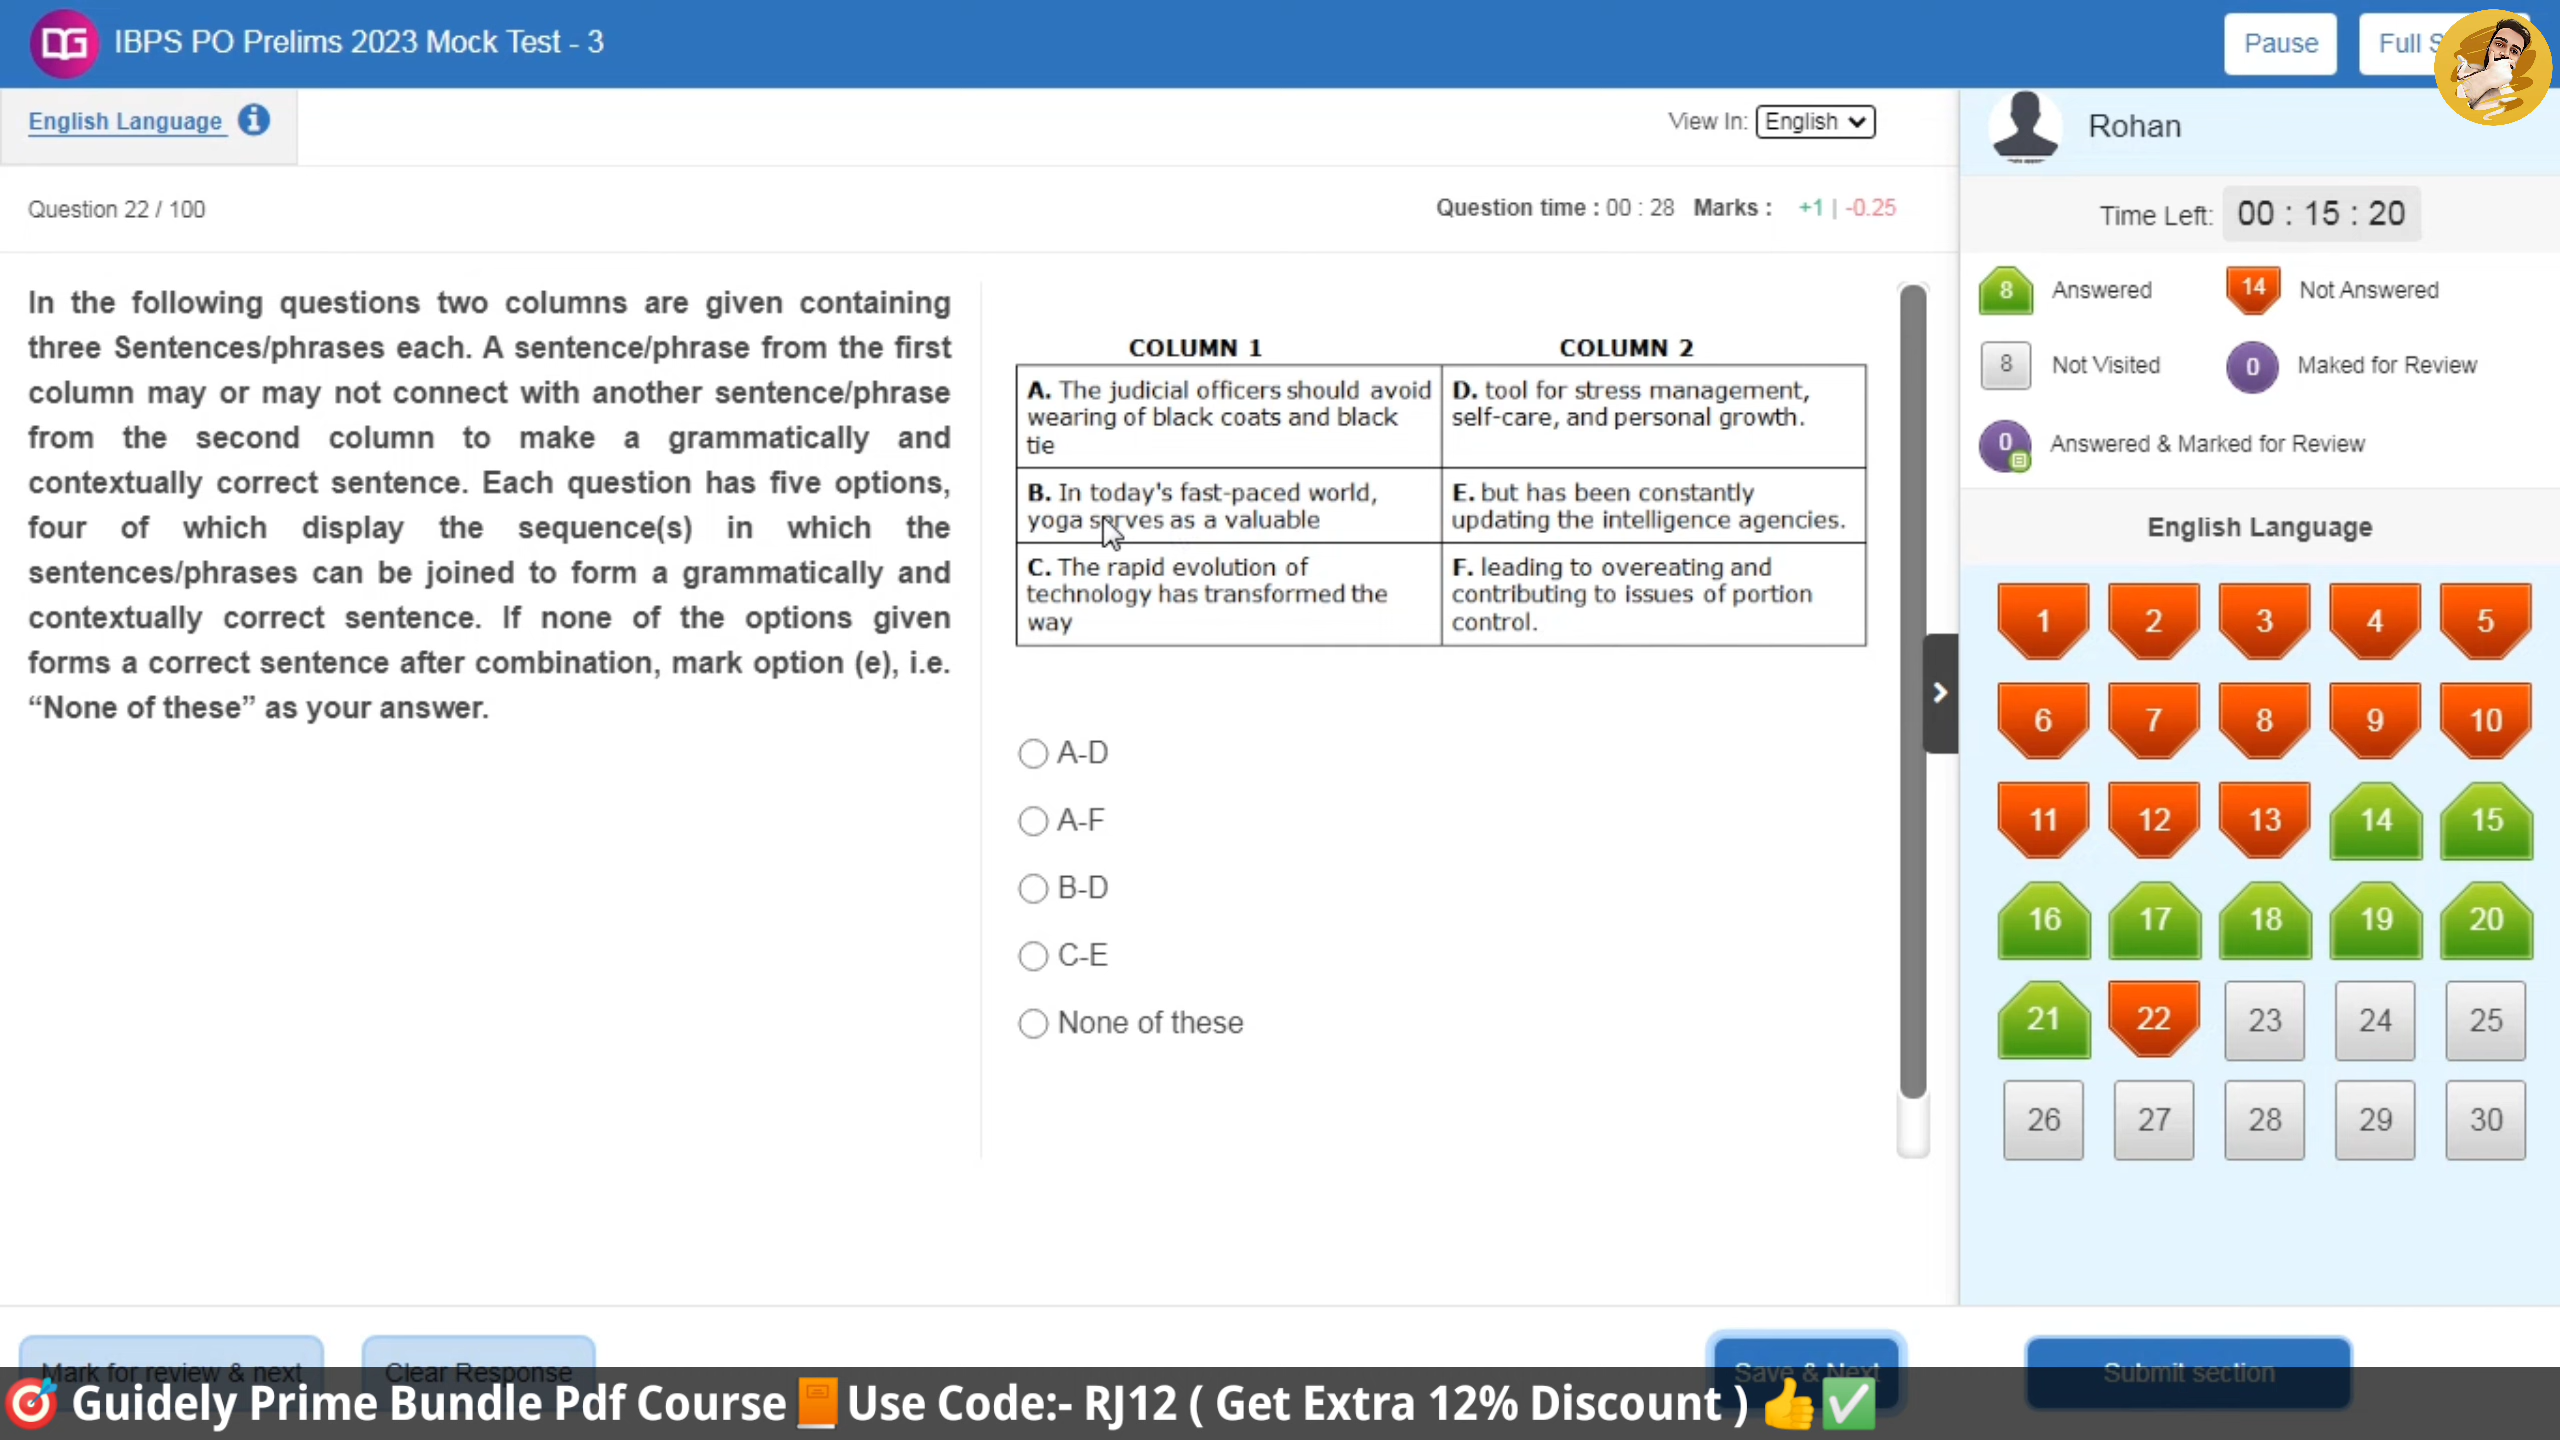 DG IBPS PO Prelims 2023 Mock Test - 3
Pause
Full S
English Language i
View In: English
Rohan
Question 22 / 100
Question time : 00 : 28 Marks : +1 | -0.25
Time Left: 00 : 15 : 20
8 Answered 14 Not Answered
8 Not Visited 0 Maked for Review
0 Answered & Marked for Review
In the following questions two columns are given containing
three Sentences/phrases each. A sentence/phrase from the first
column may or may not connect with another sentence/phrase
from the second column to make a grammatically and
contextually correct sentence. Each question has five options,
four of which display the sequence(s) in which the
sentences/phrases can be joined to form a grammatically and
contextually correct sentence. If none of the options given
forms a correct sentence after combination, mark option (e), i.e.
“None of these” as your answer.
COLUMN 1 COLUMN 2
A. The judicial officers should avoid
wearing of black coats and black
tie
D. tool for stress management,
self-care, and personal growth.
B. In today's fast-paced world,
yoga serves as a valuable
E. but has been constantly
updating the intelligence agencies.
C. The rapid evolution of
technology has transformed the
way
F. leading to overeating and
contributing to issues of portion
control.
A-D
A-F
B-D
C-E
None of these
English Language
1 2 3 4 5
6 7 8 9 10
11 12 13 14 15
16 17 18 19 20
21 22 23 24 25
26 27 28 29 30
Mark for review & next
Clear Response
Save & Next
Submit section
Guidely Prime Bundle Pdf Course Use Code:- RJ12 ( Get Extra 12% Discount )